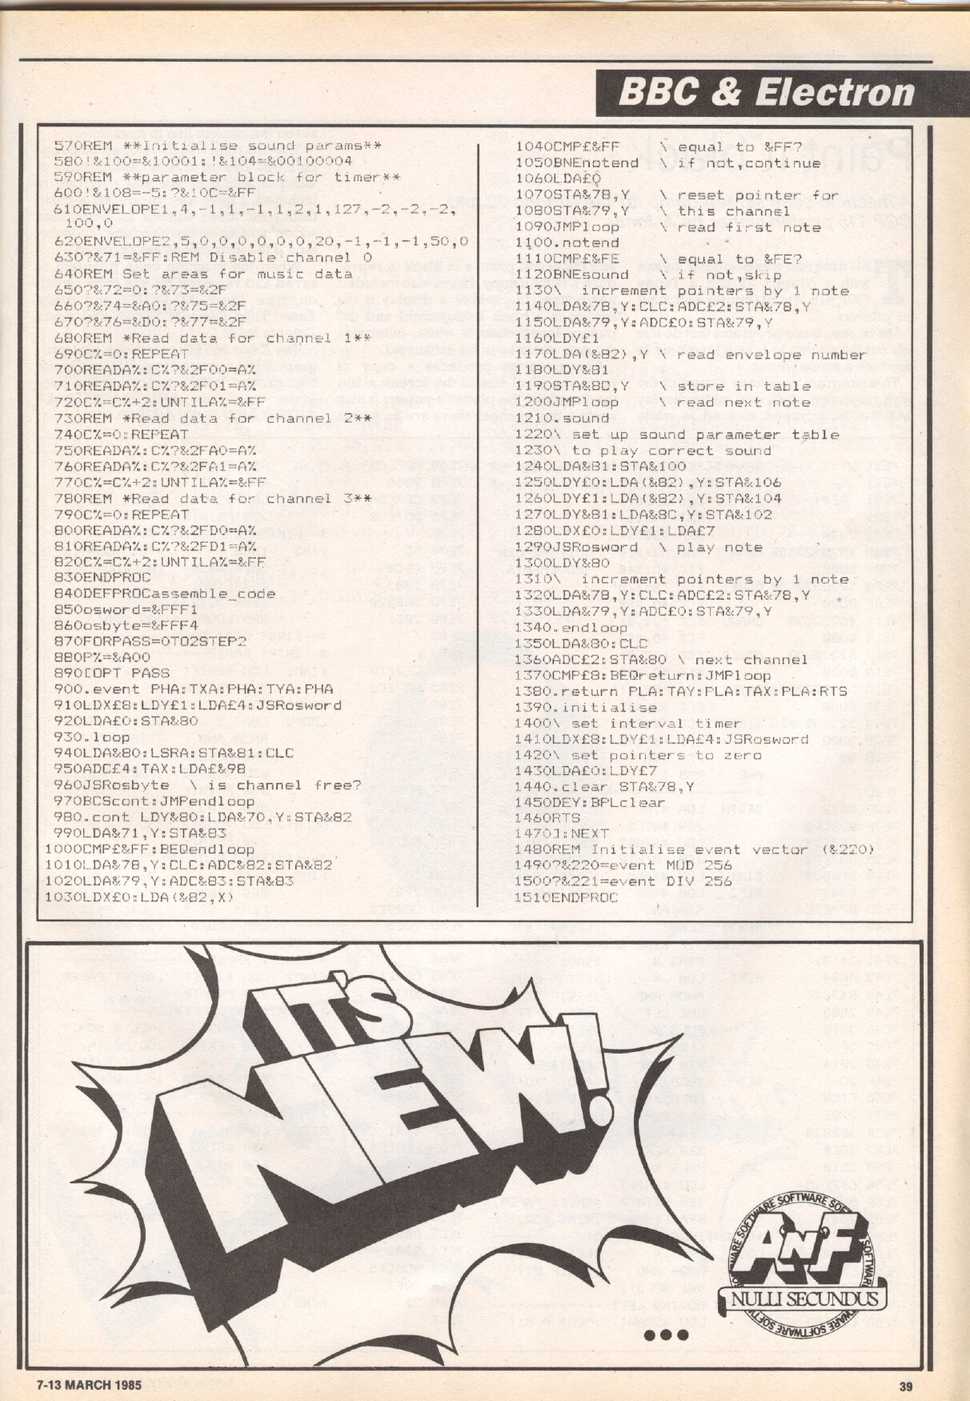 BBC & Electron
570REM **Initialise sound params**
580!&100=&10001:!&104=&00100004
590REM **parameter block for timer**
600!&108=-5:?&10C=&FF
610ENVELOPE1,4,-1,1,-1,1,2,1,127,-2,-2,-2,
100,0
620ENVELOPE2,5,0,0,0,0,0,0,20,-1,-1,-1,50,0
630?&71=&FF:REM Disable channel 0
640REM Set areas for music data
650?&72=0:?&73=&2F
660?&74=&A0:?&75=&2F
670?&76=&D0:?&77=&2F
680REM *Read data for channel 1**
690C%=0:REPEAT
700READA%:C%?&2F00=A%
710READA%:C%?&2F01=A%
720C%=C%+2:UNTILA%=&FF
730REM *Read data for channel 2**
740C%=0:REPEAT
750READA%:C%?&2FA0=A%
760READA%:C%?&2FA1=A%
770C%=C%+2:UNTILA%=&FF
780REM *Read data for channel 3**
790C%=0:REPEAT
800READA%:C%?&2FD0=A%
810READA%:C%?&2FD1=A%
820C%=C%+2:UNTILA%=&FF
830ENDPROC
840DEFPROCassemble_code
850osword=&FFF1
860osbyte=&FFF4
870FORPASS=0TO2STEP2
880P%=&A00
890[OPT PASS
900.event PHA:TXA:PHA:TYA:PHA
910LDX£8:LDY£1:LDA£4:JSRosword
920LDA£0:STA&80
930.loop
940LDA&80:LSRA:STA&81:CLC
950ADC£4:TAX:LDA£&98
960JSRosbyte \ is channel free?
970BCScont:JMPendloop
980.cont LDY&80:LDA&70,Y:STA&82
990LDA&71,Y:STA&83
1000CMP£&FF:BEQendloop
1010LDA&78,Y:CLC:ADC&82:STA&82
1020LDA&79,Y:ADC&83:STA&83
1030LDX£0:LDA(&82,X)
1040CMP£&FF \ equal to &FF?
1050BNEnotend \ if not,continue
1060LDA£0
1070STA&78,Y \ reset pointer for
1080STA&79,Y \ this channel
1090JMPloop \ read first note
1100.notend
1110CMP£&FE \ equal to &FE?
1120BNEsound \ if not,skip
1130\ increment pointers by 1 note
1140LDA&78,Y:CLC:ADC£2:STA&78,Y
1150LDA&79,Y:ADC£0:STA&79,Y
1160LDY£1
1170LDA(&82),Y \ read envelope number
1180LDY&81
1190STA&8C,Y \ store in table
1200JMPloop \ read next note
1210.sound
1220\ set up sound parameter table
1230\ to play correct sound
1240LDA&81:STA&100
1250LDY£0:LDA(&82),Y:STA&106
1260LDY£1:LDA(&82),Y:STA&104
1270LDY&81:LDA&8C,Y:STA&102
1280LDX£0:LDY£1:LDA£7
1290JSRosword \ play note
1300LDY&80
1310\ increment pointers by 1 note
1320LDA&78,Y:CLC:ADC£2:STA&78,Y
1330LDA&79,Y:ADC£0:STA&79,Y
1340.endloop
1350LDA&80:CLC
1360ADC£2:STA&80 \ next channel
1370CMP£8:BEQreturn:JMPloop
1380.return PLA:TAY:PLA:TAX:PLA:RTS
1390.initialise
1400\ set interval timer
1410LDX£8:LDY£1:LDA£4:JSRosword
1420\ set pointers to zero
1430LDA£0:LDY£7
1440.clear STA&78,Y
1450DEY:BPLclear
1460RTS
1470]:NEXT
1480REM Initialise event vector (&220)
1490?&220=event MOD 256
1500?&221=event DIV 256
1510ENDPROC
IT'S
NEW!
SOFTWARE SOFTWARE SOFTWARE SOFTWARE
A'N'F
NULLI SECUNDUS
...
7-13 MARCH 1985
39